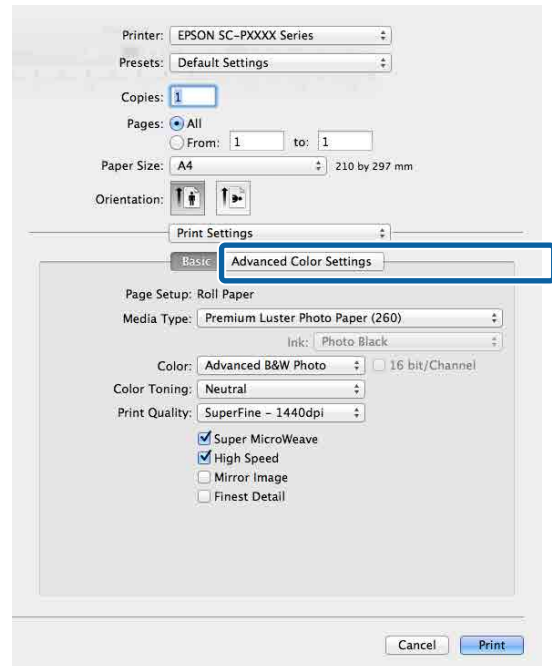 Printer: EPSON SC-PXXXX Series
Presets: Default Settings
Copies: 1
Pages: All
From: 1 to: 1
Paper Size: A4 210 by 297 mm
Orientation:
Print Settings
Basic Advanced Color Settings
Page Setup: Roll Paper
Media Type: Premium Luster Photo Paper (260)
Ink: Photo Black
Color: Advanced B&W Photo 16 bit/Channel
Color Toning: Neutral
Print Quality: SuperFine - 1440dpi
Super MicroWeave
High Speed
Mirror Image
Finest Detail
Cancel Print